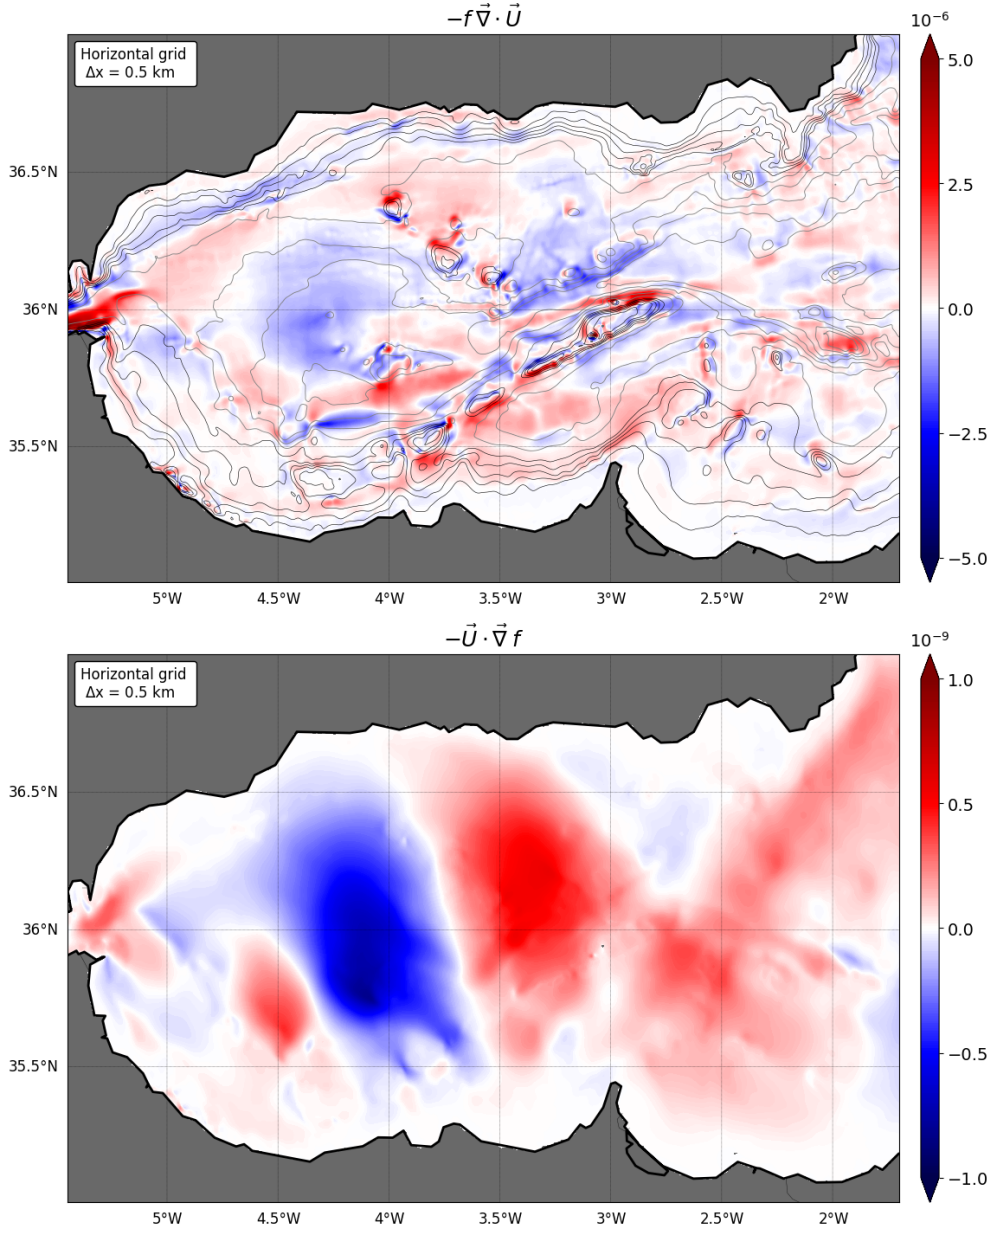 −f ∇⃗ · U⃗
10⁻⁶
Horizontal grid
Δx = 0.5 km
5.0
36.5°N
2.5
36°N
0.0
35.5°N
−2.5
−5.0
5°W 4.5°W 4°W 3.5°W 3°W 2.5°W 2°W
−U⃗ · ∇⃗ f
10⁻⁹
Horizontal grid
Δx = 0.5 km
1.0
36.5°N
0.5
36°N
0.0
35.5°N
−0.5
−1.0
5°W 4.5°W 4°W 3.5°W 3°W 2.5°W 2°W